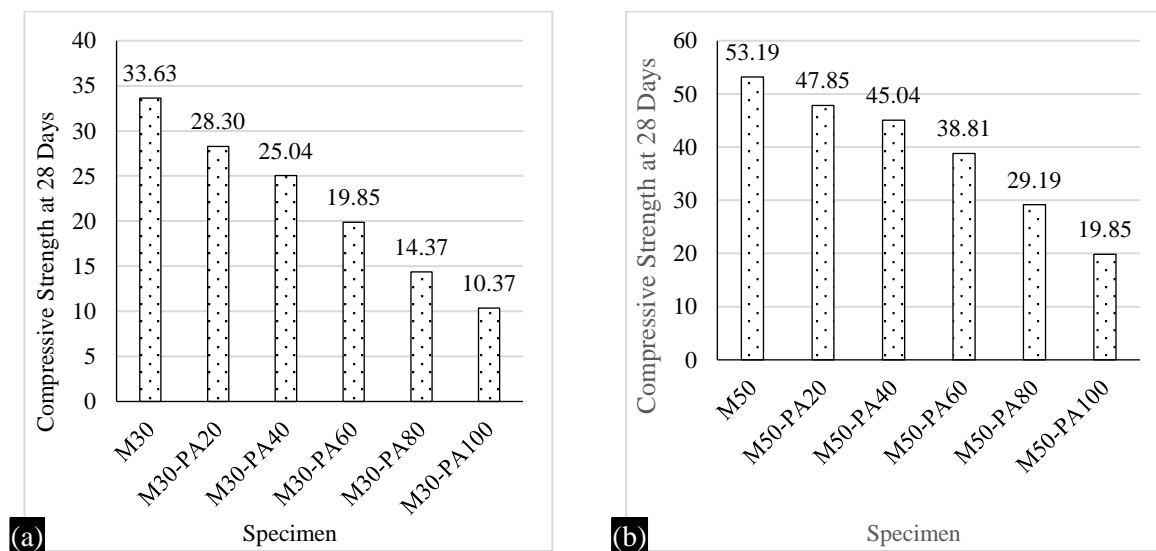 Compressive Strength at 28 Days
40
35
30
25
20
15
10
5
0
33.63
28.30
25.04
19.85
14.37
10.37
M30
M30-PA20
M30-PA40
M30-PA60
M30-PA80
M30-PA100
Specimen
(a)
Compressive Strength at 28 Days
60
50
40
30
20
10
0
53.19
47.85
45.04
38.81
29.19
19.85
M50
M50-PA20
M50-PA40
M50-PA60
M50-PA80
M50-PA100
Specimen
(b)